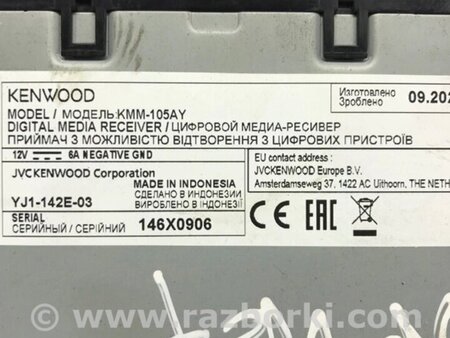 KENWOOD
Изготовлено
Зроблено 09.202
MODEL / МОДЕЛЬ KMM-105AY
DIGITAL MEDIA RECEIVER / ЦИФРОВОЙ МЕДИА-РЕСИВЕР
ПРИЙМАЧ З МОЖЛИВІСТЮ ВІДТВОРЕННЯ З ЦИФРОВИХ ПРИСТРОЇВ
12V 6A NEGATIVE GND
JVCKENWOOD Corporation
MADE IN INDONESIA
YJ1-142E-03
СДЕЛАНО В ИНДОНЕЗИИ
ВИРОБЛЕНО В ІНДОНЕЗІЇ
SERIAL
СЕРИЙНЫЙ / СЕРІЙНИЙ 146X0906
EU contact address :
JVCKENWOOD Europe B.V.
Amsterdamseweg 37, 1422 AC Uithoorn, THE NETH
CE EAC
www.razborki.com